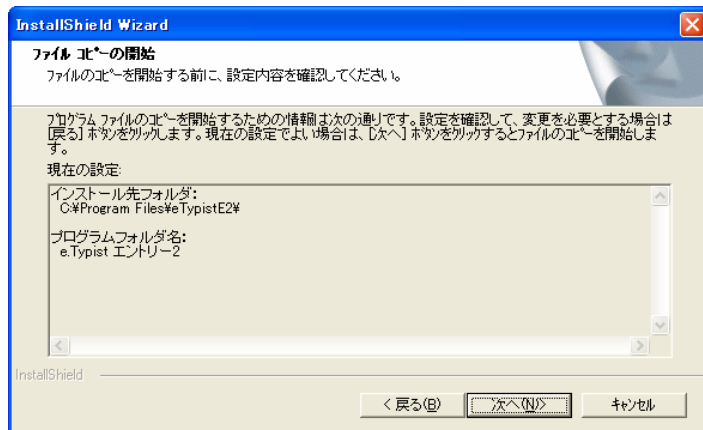 InstallShield Wizard
ファイル コピーの開始
ファイルのコピーを開始する前に、設定内容を確認してください。
プログラム ファイルのコピーを開始するための情報は次の通りです。設定を確認して、変更を必要とする場合は
[戻る] ボタンをクリックします。現在の設定でよい場合は、[次へ] ボタンをクリックするとファイルのコピーを開始しま
す。
現在の設定:
インストール先フォルダ:
C:¥Program Files¥eTypistE2¥
プログラムフォルダ名:
e.Typist エントリー2
InstallShield
< 戻る(B)
次へ(N)>
キャンセル